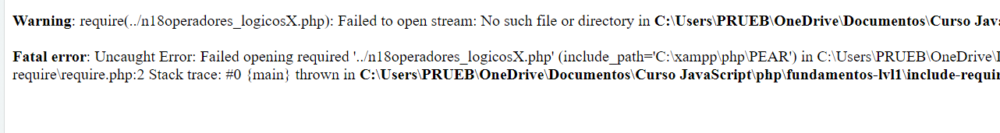 Warning: require(../n18operadores_logicosX.php): Failed to open stream: No such file or directory in C:\Users\PRUEB\OneDrive\Documentos\Curso Java
Fatal error: Uncaught Error: Failed opening required '../n18operadores_logicosX.php' (include_path='C:\xampp\php\PEAR') in C:\Users\PRUEB\OneDrive\
require\require.php:2 Stack trace: #0 {main} thrown in C:\Users\PRUEB\OneDrive\Documentos\Curso JavaScript\php\fundamentos-lvl1\include-requir